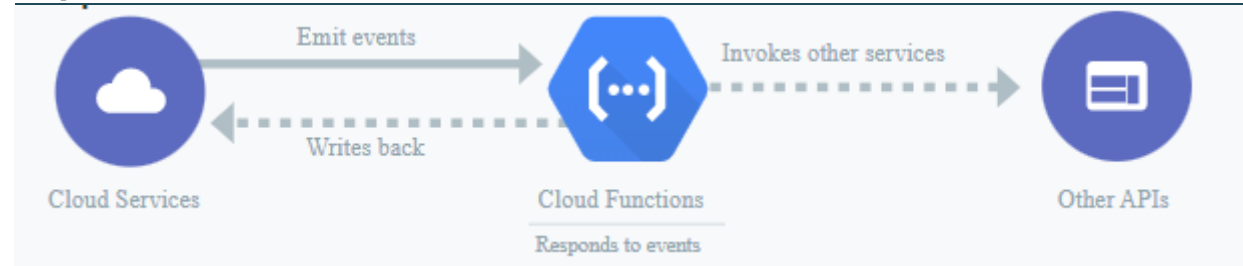 Emit events
Invokes other services
Writes back
Cloud Services
Cloud Functions
Other APIs
Responds to events